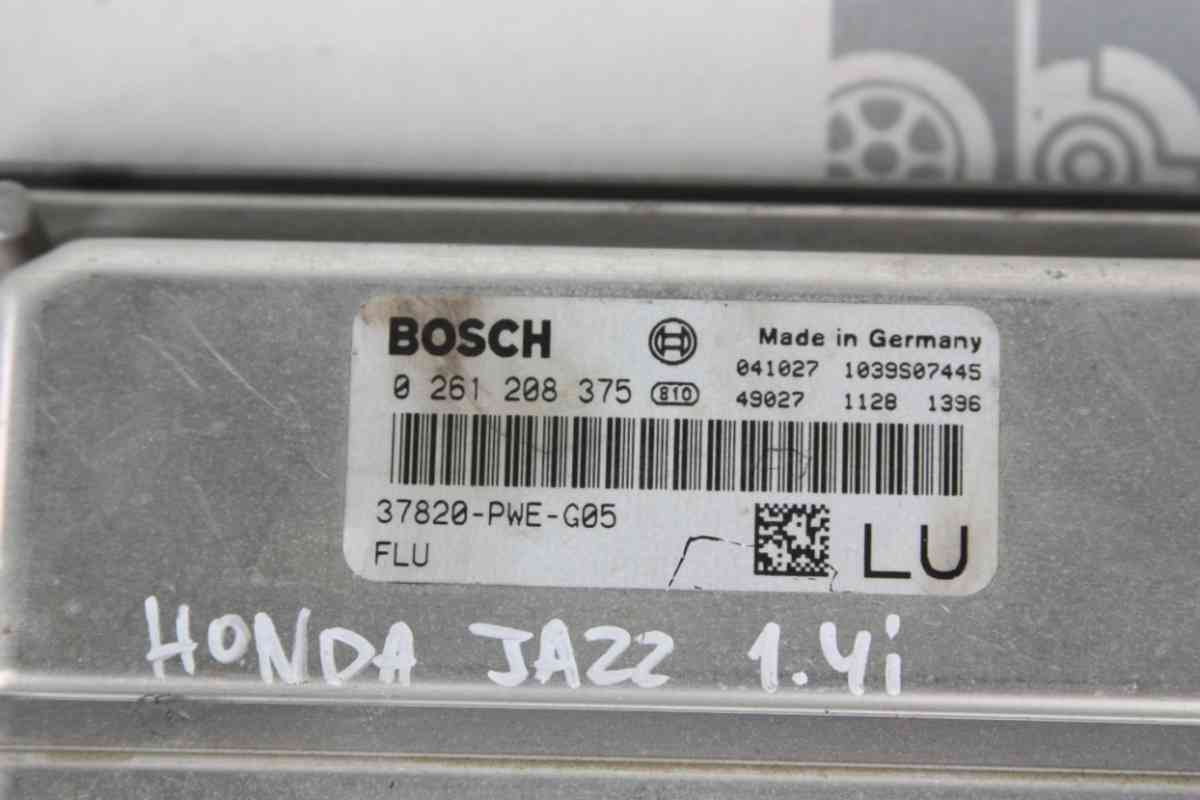 BOSCH
Made in Germany
041027 1039S07445
0 261 208 375 810
49027 1128 1396
37820-PWE-G05
FLU
LU
HONDA JAZZ 1.4i